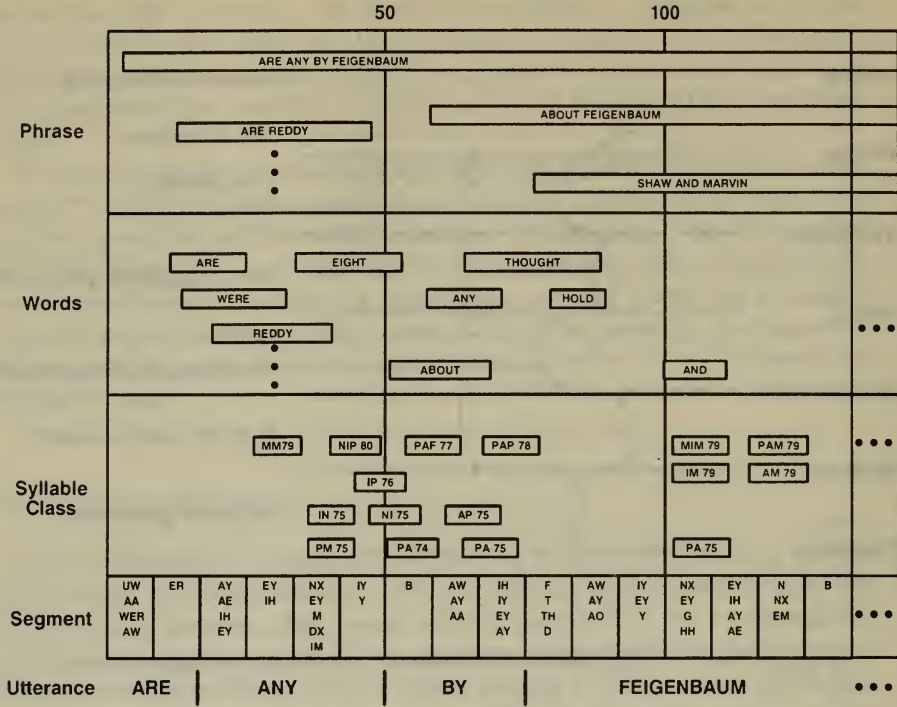 50 100
Phrase
ARE ANY BY FEIGENBAUM
ABOUT FEIGENBAUM
ARE REDDY
SHAW AND MARVIN
Words
ARE EIGHT THOUGHT
WERE ANY HOLD
REDDY
ABOUT AND
Syllable
Class
MM79 NIP 80 PAF 77 PAP 78 MIM 79 PAM 79
IP 76 IM 79 AM 79
IN 75 NI 75 AP 75
PM 75 PA 74 PA 75 PA 75
Segment
UW ER AY EY NX IY B AW IH F AW IY NX EY N B
AA AE IH EY Y AY IY T AY EY EY IH NX
WER IH M AA EY TH AO Y G AY EM
AW EY DX AY D HH AE
IM
Utterance ARE ANY BY FEIGENBAUM